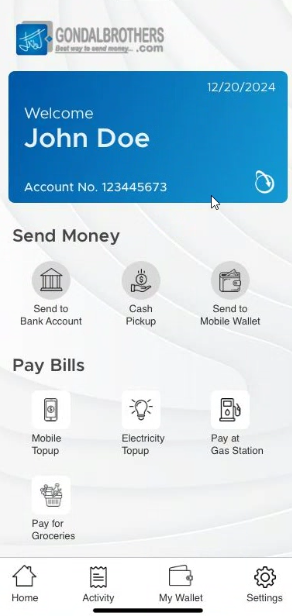 GONDALBROTHERS
Best way to send money... .com
12/20/2024
Welcome
John Doe
Account No. 123445673
Send Money
Send to
Bank Account
Cash
Pickup
Send to
Mobile Wallet
Pay Bills
Mobile
Topup
Electricity
Topup
Pay at
Gas Station
Pay for
Groceries
Home
Activity
My Wallet
Settings